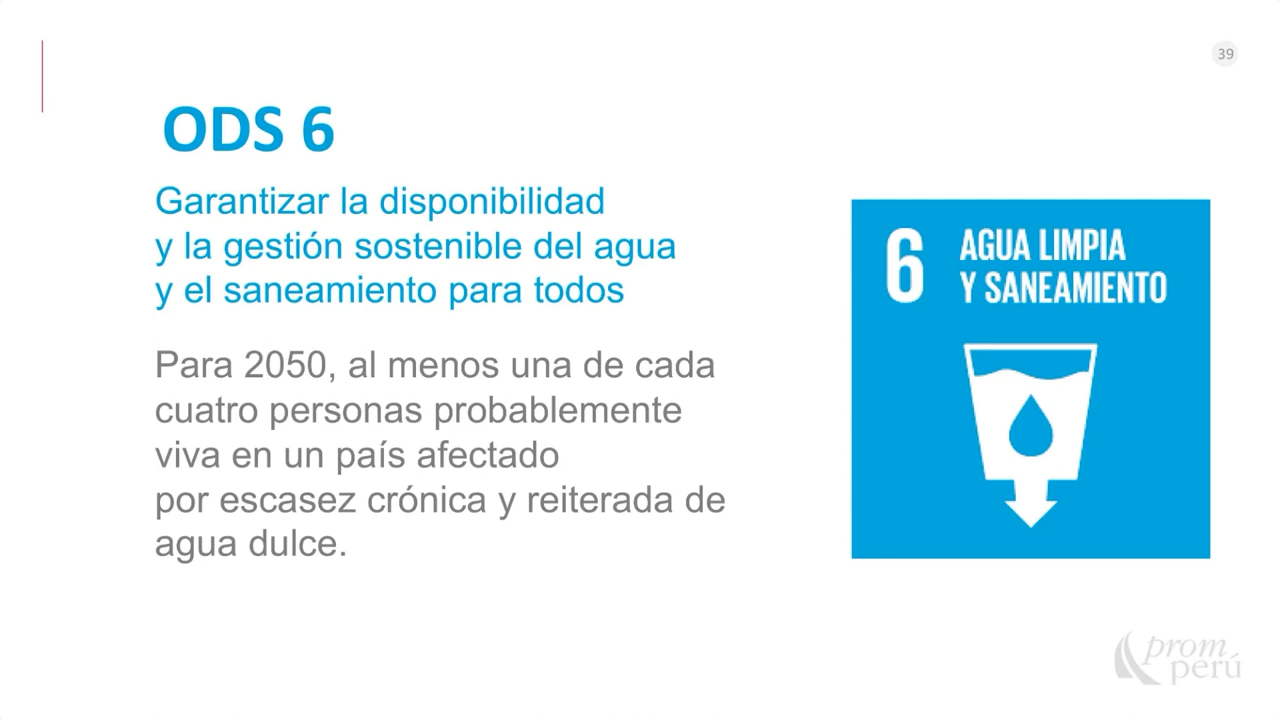 39
ODS 6
Garantizar la disponibilidad
y la gestión sostenible del agua
y el saneamiento para todos
Para 2050, al menos una de cada
cuatro personas probablemente
viva en un país afectado
por escasez crónica y reiterada de
agua dulce.
6 AGUA LIMPIA
Y SANEAMIENTO
prom
perú